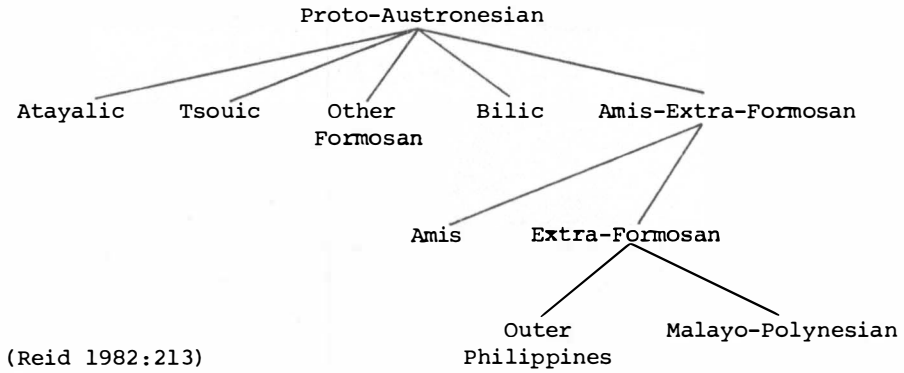 Proto-Austronesian
Atayalic Tsouic Other Formosan Bilic Amis-Extra-Formosan
Amis Extra-Formosan
Outer Philippines Malayo-Polynesian
(Reid 1982:213)